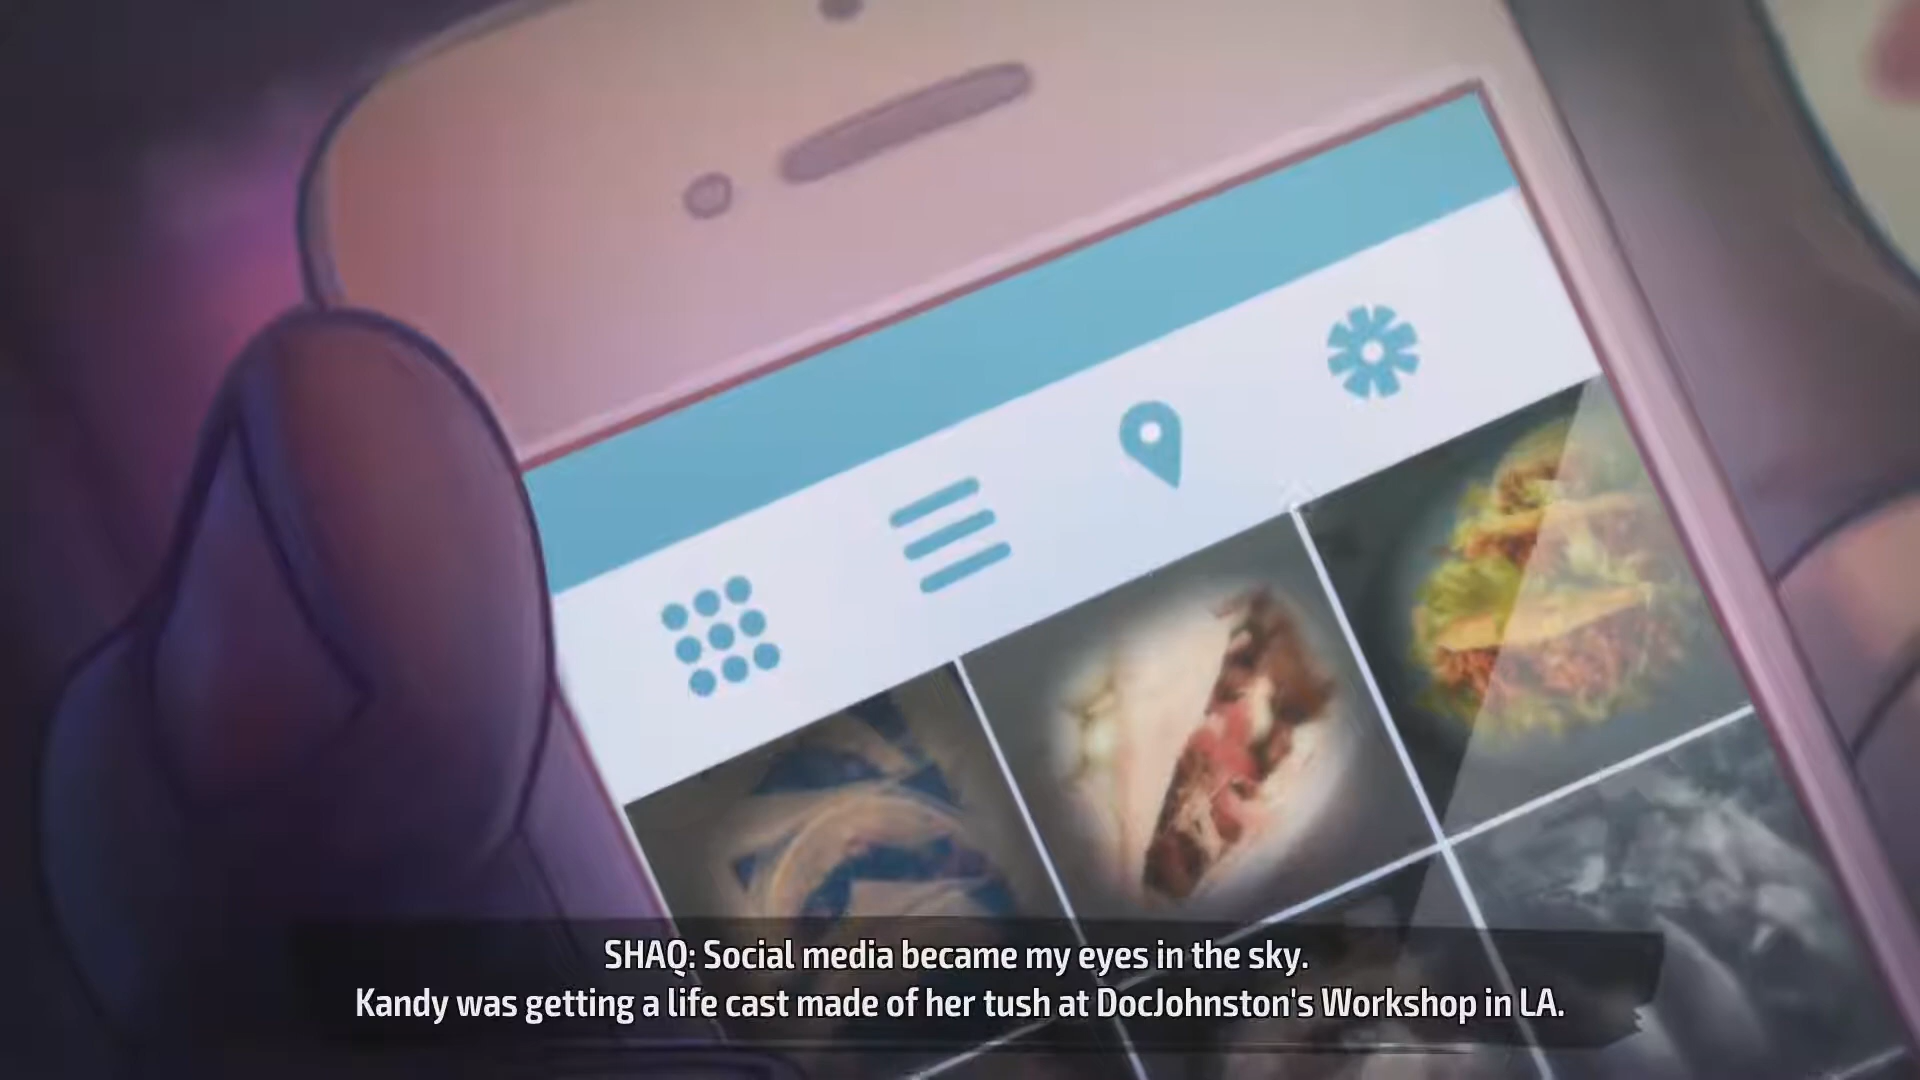 SHAQ: Social media became my eyes in the sky.
Kandy was getting a life cast made of her tush at DocJohnston's Workshop in LA.